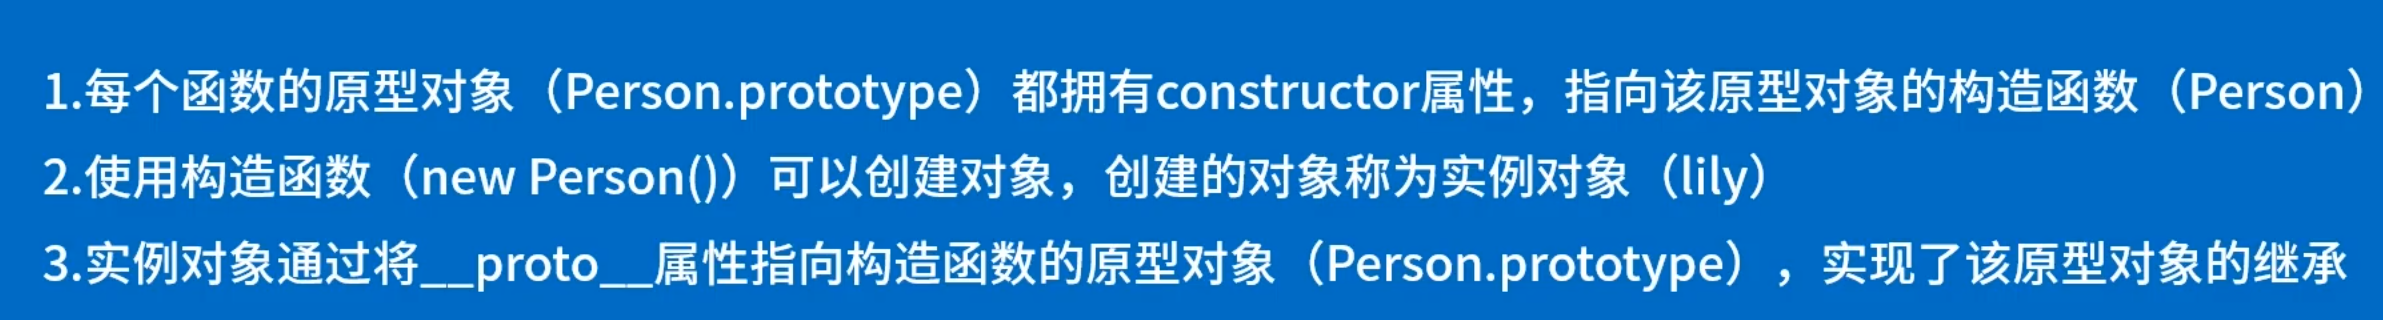 1.每个函数的原型对象（Person.prototype）都拥有constructor属性，指向该原型对象的构造函数（Person）
2.使用构造函数（new Person()）可以创建对象，创建的对象称为实例对象（lily）
3.实例对象通过将__proto__属性指向构造函数的原型对象（Person.prototype），实现了该原型对象的继承